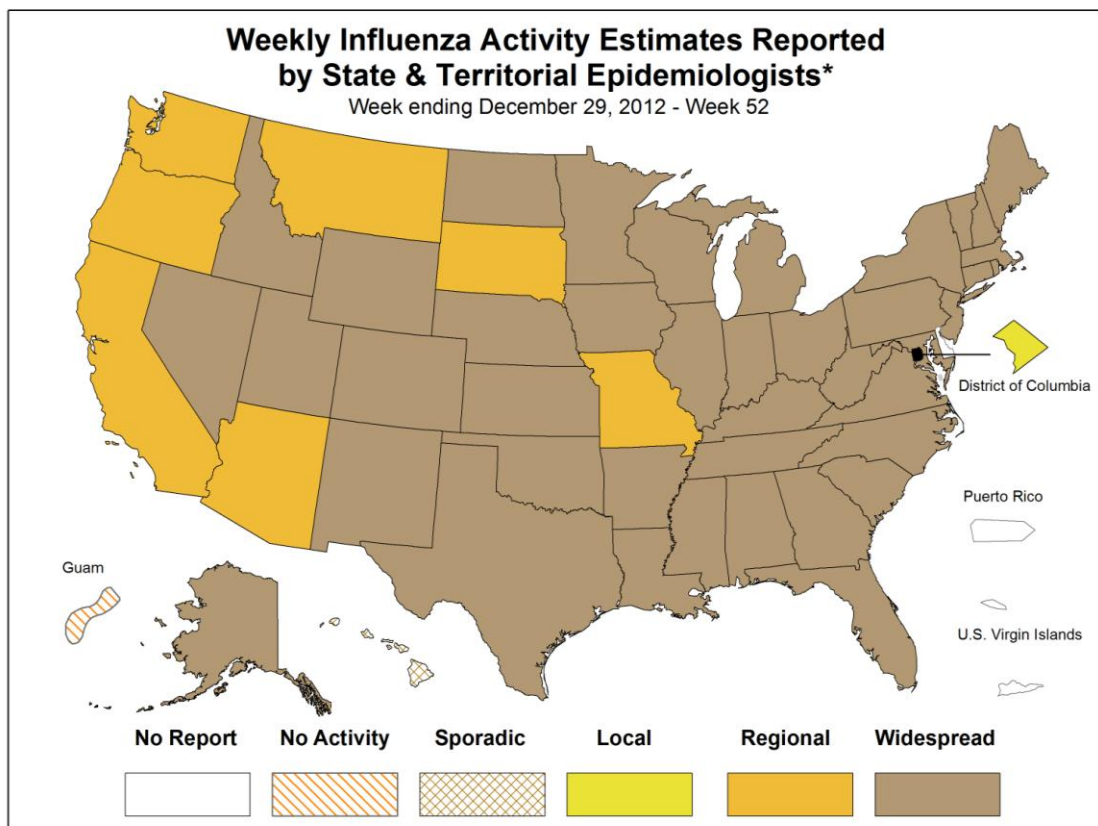 Weekly Influenza Activity Estimates Reported
by State & Territorial Epidemiologists*
Week ending December 29, 2012 - Week 52
District of Columbia
Puerto Rico
Guam
U.S. Virgin Islands
No Report
No Activity
Sporadic
Local
Regional
Widespread